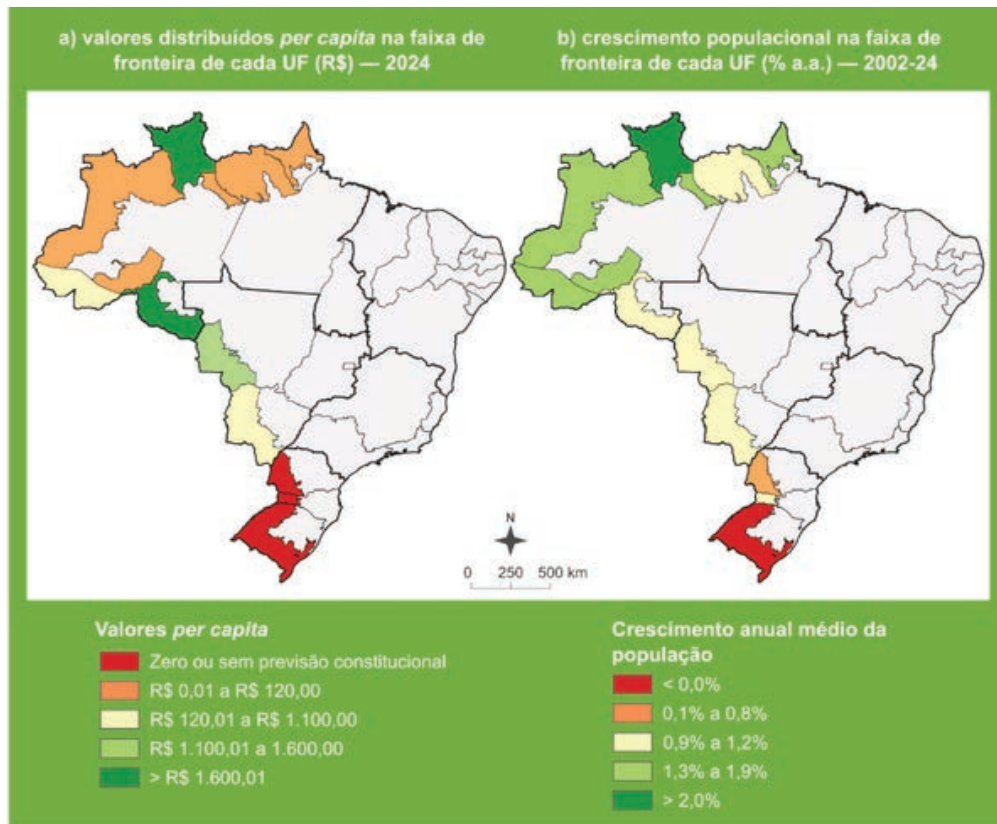 a) valores distribuídos per capita na faixa de
fronteira de cada UF (R$) — 2024
b) crescimento populacional na faixa de
fronteira de cada UF (% a.a.) — 2002-24
N
0 250 500 km
Valores per capita
Zero ou sem previsão constitucional
R$ 0,01 a R$ 120,00
R$ 120,01 a R$ 1.100,00
R$ 1.100,01 a 1.600,00
> R$ 1.600,01
Crescimento anual médio da
população
< 0,0%
0,1% a 0,8%
0,9% a 1,2%
1,3% a 1,9%
> 2,0%